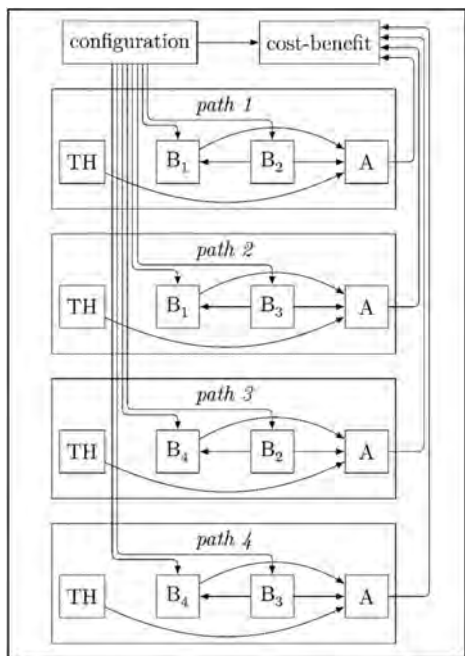 configuration cost-benefit
path 1
TH B₁ B₂ A
path 2
TH B₁ B₃ A
path 3
TH B₄ B₂ A
path 4
TH B₄ B₃ A